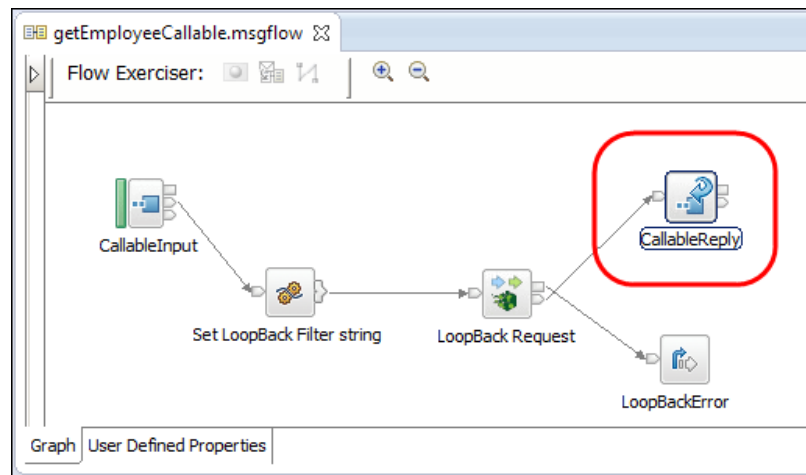 getEmployeeCallable.msgflow
Flow Exerciser:
CallableInput
CallableReply
Set LoopBack Filter string
LoopBack Request
LoopBackError
Graph
User Defined Properties